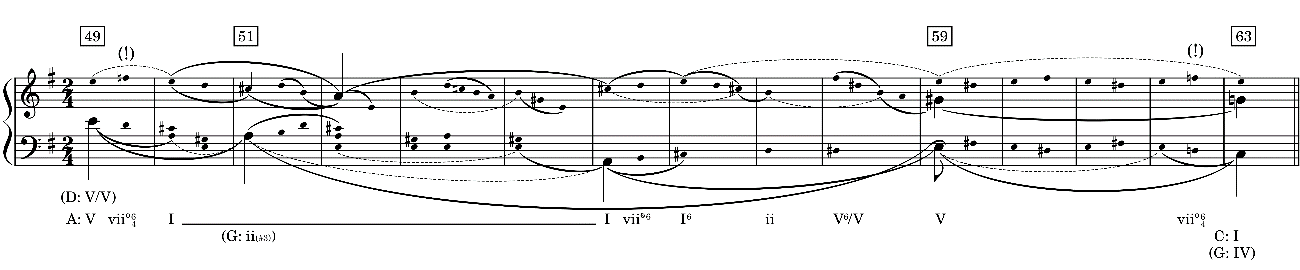 49 51 59 63
(!) (!)
2 4
2 4
(D: V/V)
A: V vii°6 4 I I vii°6 I6 ii V6/V V vii°6 4
(G: ii(♯3)) C: I
(G: IV)